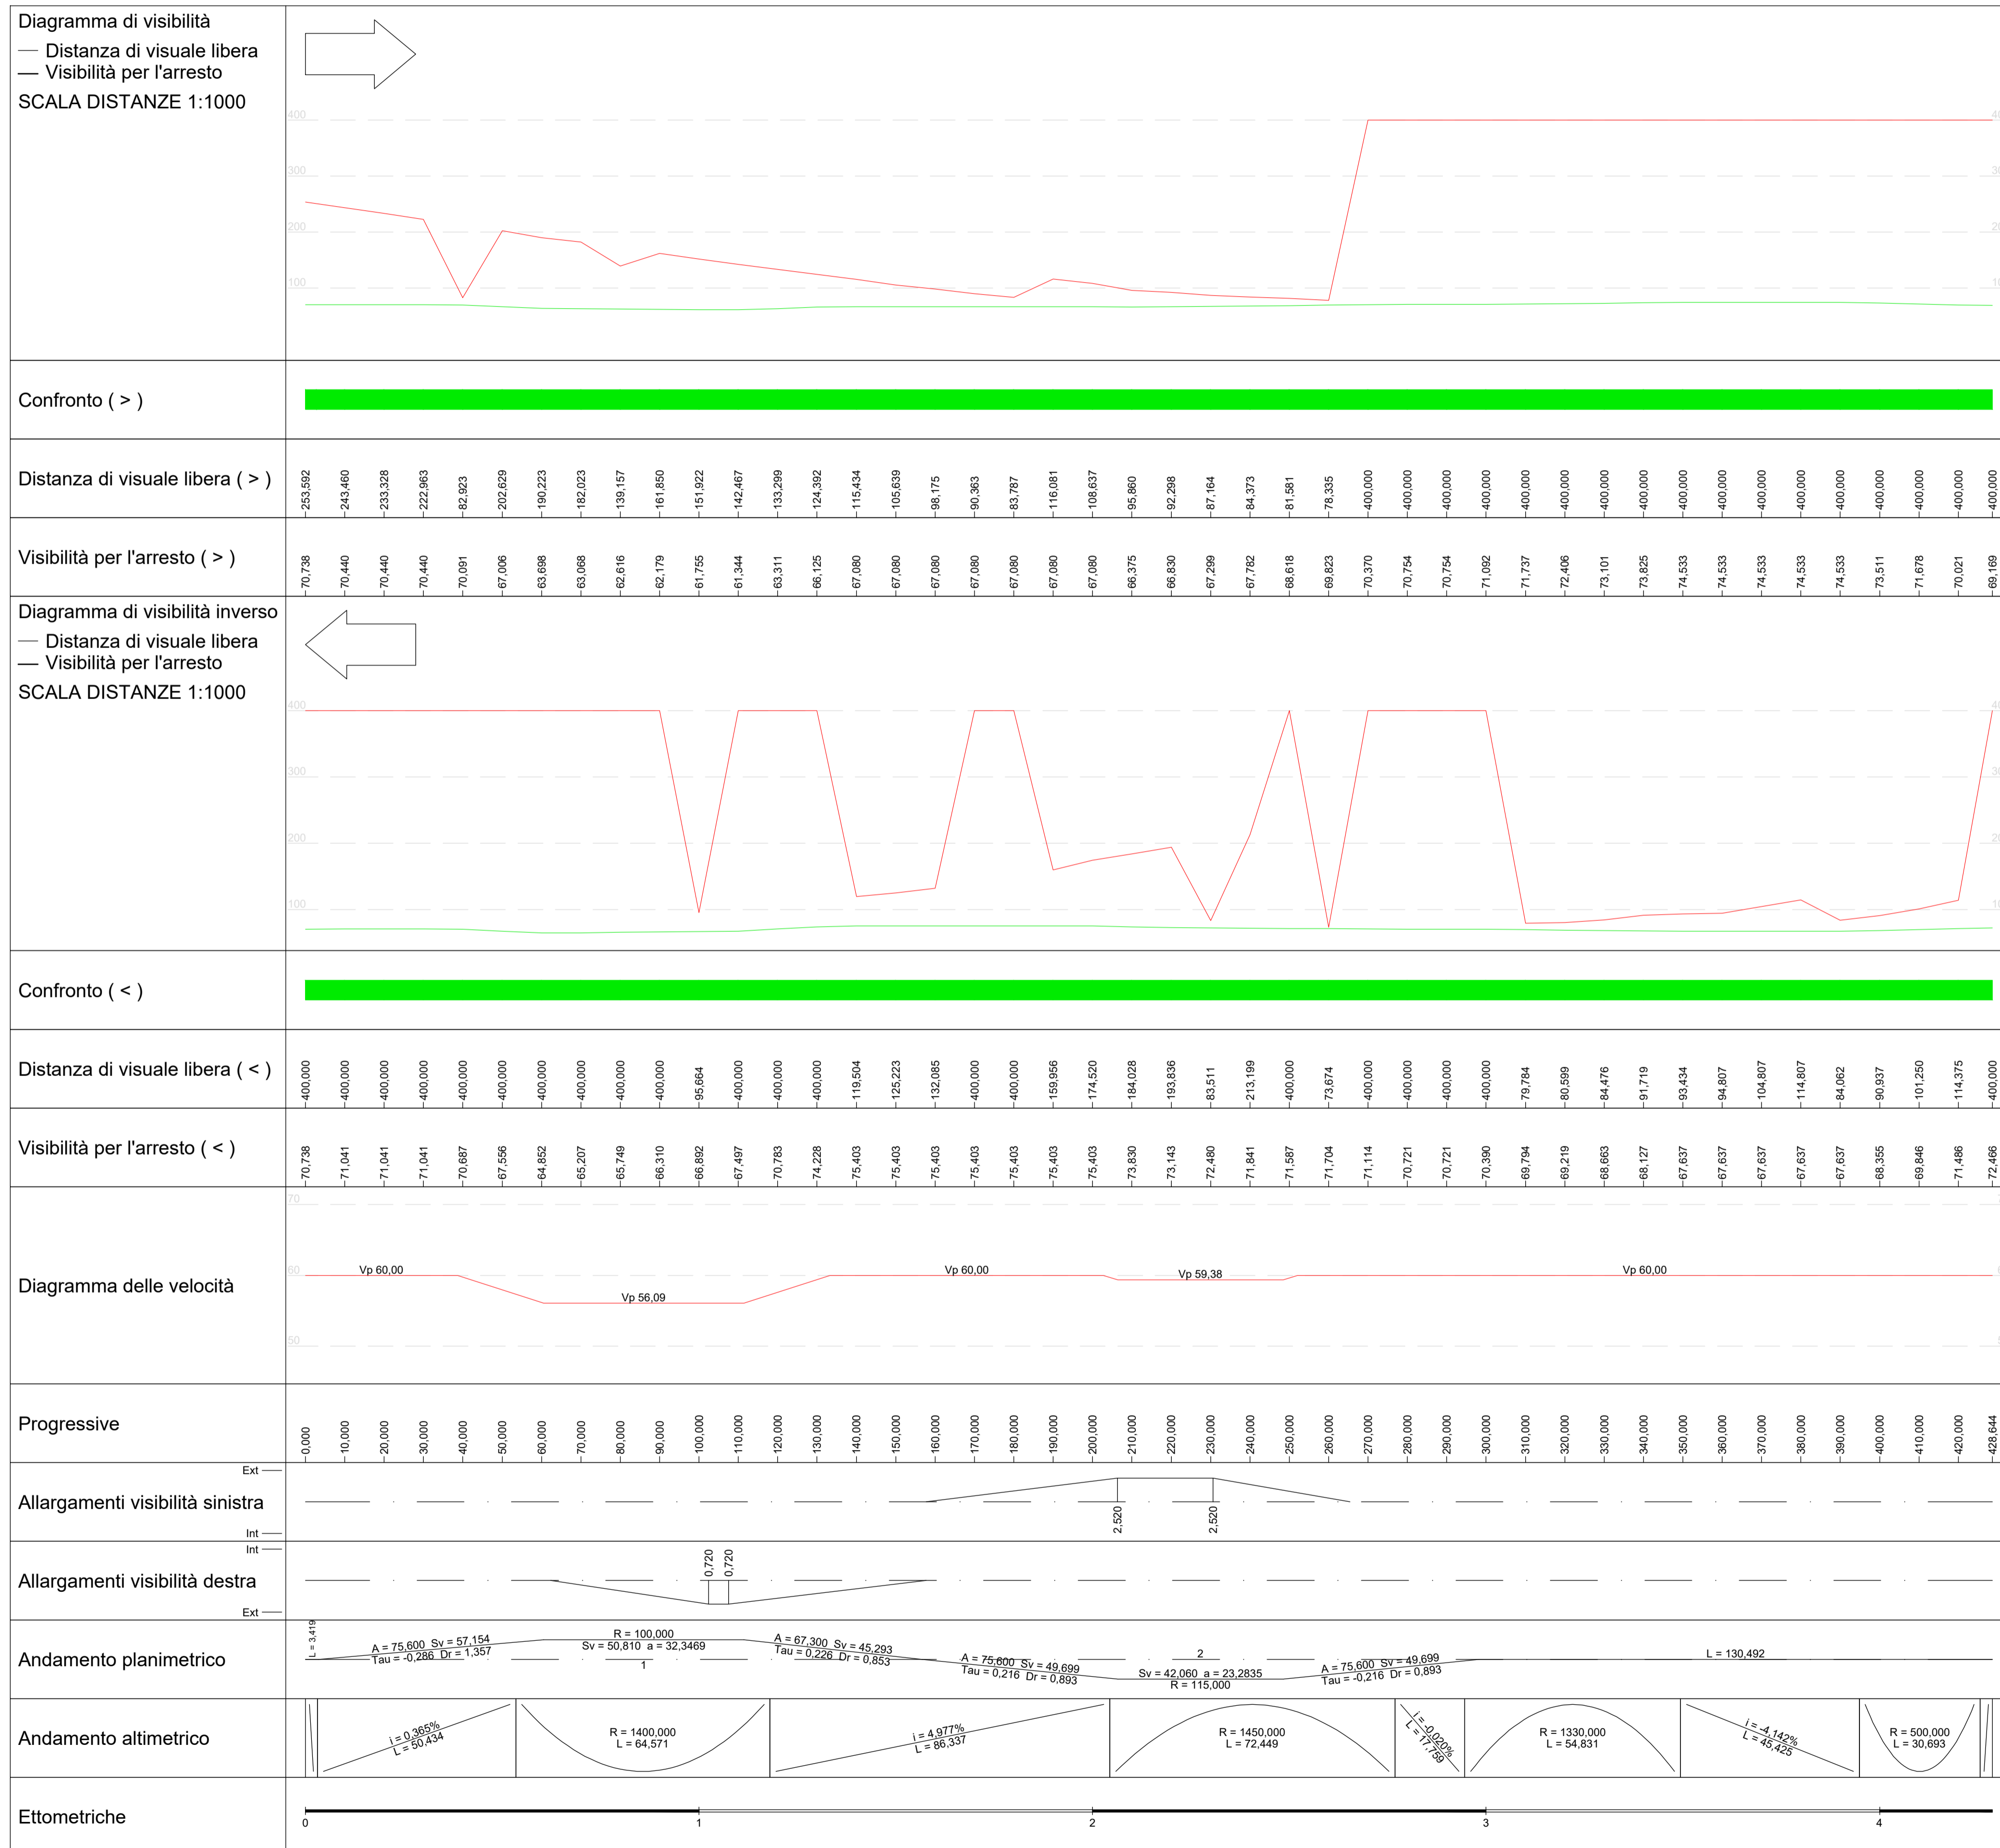 Diagramma di visibilità
Distanza di visuale libera
Visibilità per l'arresto
SCALA DISTANZE 1:1000
400
300
200
100
Confronto ( > )
Distanza di visuale libera ( > )
253,592 243,460 233,328 222,963 82,923 202,629 190,223 182,023 139,157 161,850 151,922 142,467 133,299 124,392 115,434 105,639 98,175 90,363 83,787 116,081 108,637 95,860 92,298 87,164 84,373 81,581 78,335 400,000 400,000 400,000 400,000 400,000 400,000 400,000 400,000 400,000 400,000 400,000 400,000 400,000 400,000 400,000 400,000 400,000
Visibilità per l'arresto ( > )
70,738 70,440 70,440 70,440 70,091 67,006 63,698 63,068 62,616 62,179 61,755 61,344 63,311 66,125 67,080 67,080 67,080 67,080 67,080 67,080 67,080 66,375 66,830 67,299 67,782 68,618 69,823 70,370 70,754 70,754 71,092 71,737 72,406 73,101 73,825 74,533 74,533 74,533 74,533 74,533 73,511 71,678 70,021 69,169
Diagramma di visibilità inverso
Distanza di visuale libera
Visibilità per l'arresto
SCALA DISTANZE 1:1000
400
300
200
100
Confronto ( < )
Distanza di visuale libera ( < )
400,000 400,000 400,000 400,000 400,000 400,000 400,000 400,000 400,000 400,000 95,664 400,000 400,000 400,000 119,504 125,223 132,085 400,000 400,000 159,956 174,520 184,028 193,836 83,511 213,199 400,000 73,674 400,000 400,000 400,000 400,000 79,784 80,599 84,476 91,719 93,434 94,807 104,807 114,807 84,062 90,937 101,250 114,375 400,000
Visibilità per l'arresto ( < )
70,738 71,041 71,041 71,041 70,687 67,556 64,852 65,207 65,749 66,310 66,892 67,497 70,783 74,228 75,403 75,403 75,403 75,403 75,403 75,403 75,403 73,830 73,143 72,480 71,841 71,587 71,704 71,114 70,721 70,721 70,390 69,794 69,219 68,663 68,127 67,637 67,637 67,637 67,637 67,637 68,355 69,846 71,486 72,466
Diagramma delle velocità
70
60
50
Vp 60,00
Vp 56,09
Vp 60,00
Vp 59,38
Vp 60,00
Progressive
0,000 10,000 20,000 30,000 40,000 50,000 60,000 70,000 80,000 90,000 100,000 110,000 120,000 130,000 140,000 150,000 160,000 170,000 180,000 190,000 200,000 210,000 220,000 230,000 240,000 250,000 260,000 270,000 280,000 290,000 300,000 310,000 320,000 330,000 340,000 350,000 360,000 370,000 380,000 390,000 400,000 410,000 420,000 428,644
Ext
Allargamenti visibilità sinistra
Int
2,520 2,520
Int
Allargamenti visibilità destra
Ext
0,720 0,720
Andamento planimetrico
L = 3,419
A = 75,600 Sv = 57,154
Tau = -0,286 Dr = 1,357
R = 100,000
Sv = 50,810 a = 32,3469
1
A = 67,300 Sv = 45,293
Tau = 0,226 Dr = 0,853
A = 75,600 Sv = 49,699
Tau = 0,216 Dr = 0,893
2
Sv = 42,060 a = 23,2835
R = 115,000
A = 75,600 Sv = 49,699
Tau = -0,216 Dr = 0,893
L = 130,492
Andamento altimetrico
i = 0,365%
L = 50,434
R = 1400,000
L = 64,571
i = 4,977%
L = 86,337
R = 1450,000
L = 72,449
i = -0,020%
L = 17,759
R = 1330,000
L = 54,831
i = -4,142%
L = 45,425
R = 500,000
L = 30,693
Ettometriche
0 1 2 3 4